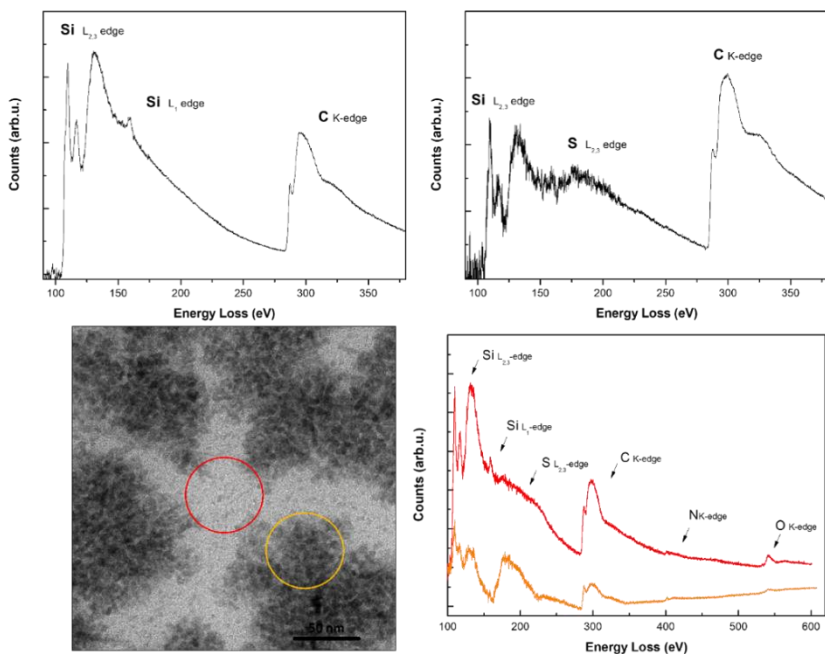 Si L2,3 edge
Si L1 edge
C K-edge
Counts (arb.u.)
100 150 200 250 300 350
Energy Loss (eV)
C K-edge
Si L2,3 edge
S L2,3 edge
Counts (arb.u.)
100 150 200 250 300 350
Energy Loss (eV)
50 nm
Si L2,3-edge
Si L1-edge
S L2,3-edge
C K-edge
N K-edge
O K-edge
Counts (arb.u.)
100 200 300 400 500 600
Energy Loss (eV)